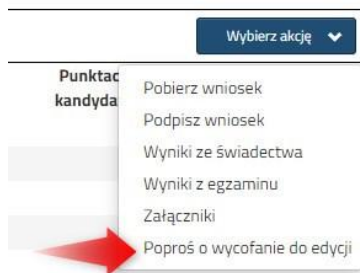 Wybierz akcję
Punktac
kandyda
Pobierz wniosek
Podpisz wniosek
Wyniki ze świadectwa
Wyniki z egzaminu
Załączniki
Poproś o wycofanie do edycji